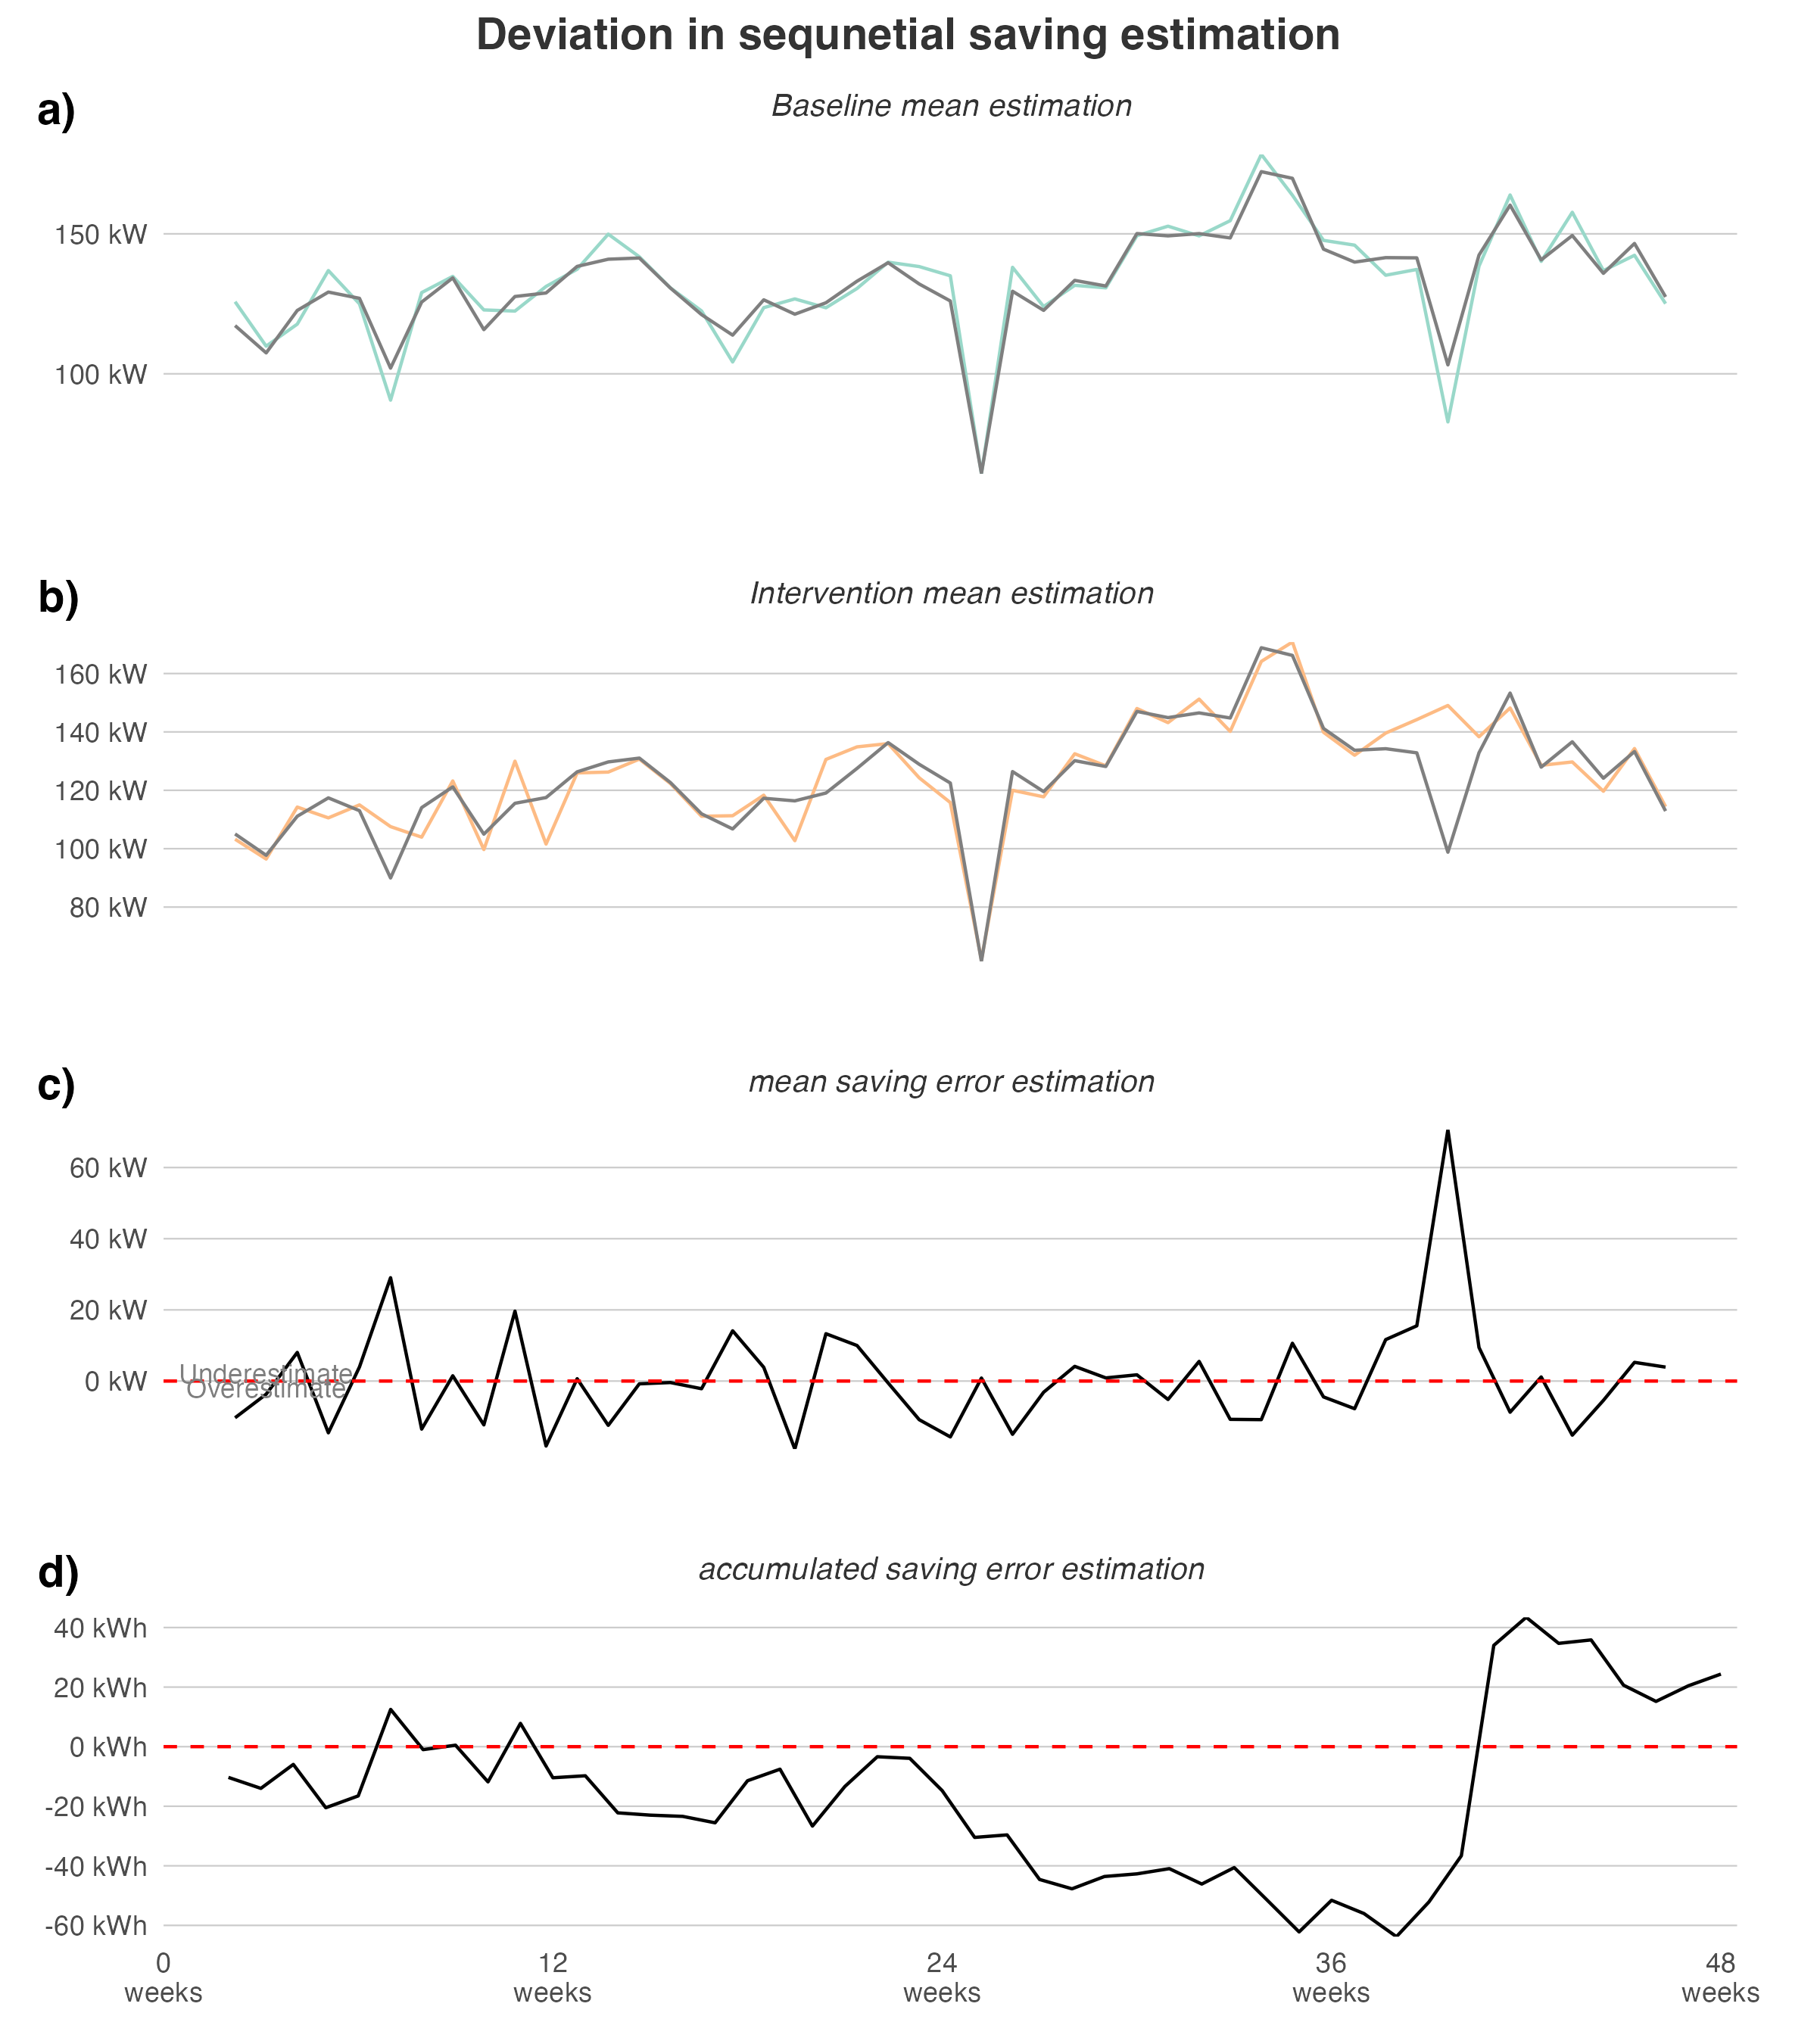 Deviation in sequnetial saving estimation
a)
Baseline mean estimation
150 kW
100 kW
b)
Intervention mean estimation
160 kW
140 kW
120 kW
100 kW
80 kW
c)
mean saving error estimation
60 kW
40 kW
20 kW
0 kW
Underestimate
Overestimate
d)
accumulated saving error estimation
40 kWh
20 kWh
0 kWh
-20 kWh
-40 kWh
-60 kWh
0 12 24 36 48
weeks weeks weeks weeks weeks